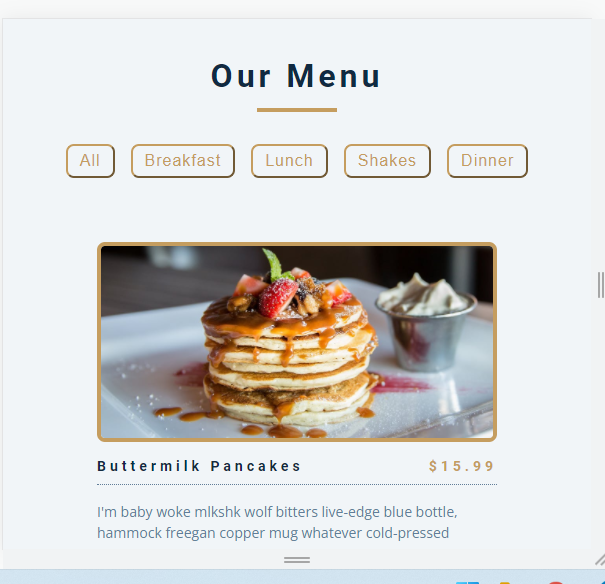 Our Menu
All Breakfast Lunch Shakes Dinner
Buttermilk Pancakes $15.99
I'm baby woke mlkshk wolf bitters live-edge blue bottle,
hammock freegan copper mug whatever cold-pressed